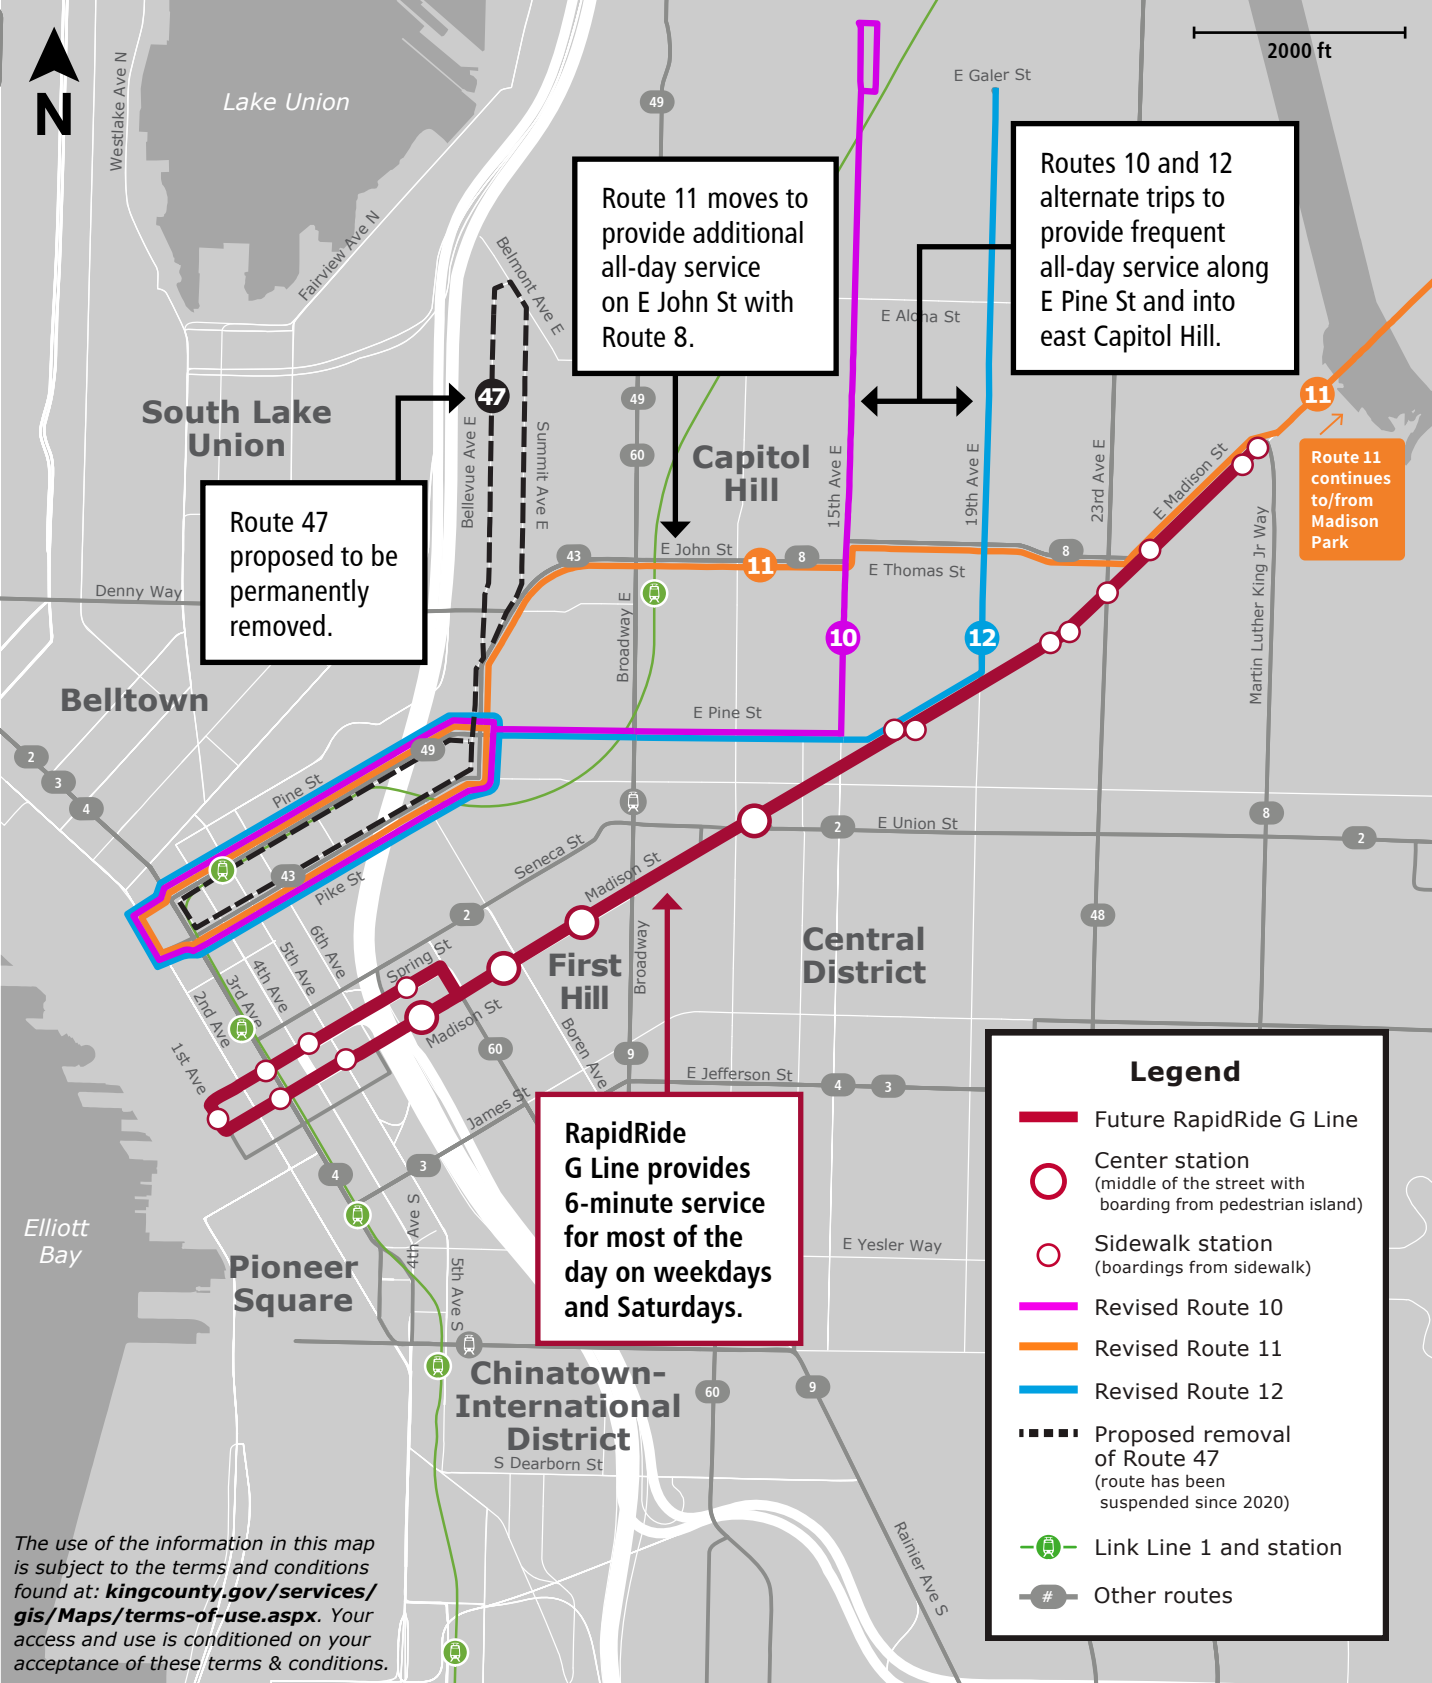 N
Lake Union
Westlake Ave N
Fairview Ave N
49
2000 ft
E Galer St
Route 11 moves to
provide additional
all-day service
on E John St with
Route 8.
Routes 10 and 12
alternate trips to
provide frequent
all-day service along
E Pine St and into
east Capitol Hill.
Belmont Ave E
E Aloha St
47
49
11
South Lake
Union
Bellevue Ave E
Summit Ave E
60
Capitol
Hill
15th Ave E
19th Ave E
23rd Ave E
E Madison St
Route 11
continues
to/from
Madison
Park
Route 47
proposed to be
permanently
removed.
43
E John St
11
8
E Thomas St
8
Martin Luther King Jr Way
Denny Way
Broadway E
10
12
Belltown
E Pine St
2
3
4
49
Pine St
43
Pike St
Seneca St
2
E Union St
8
2
Madison St
2
48
6th Ave
5th Ave
4th Ave
3rd Ave
2nd Ave
1st Ave
Spring St
First
Hill
Broadway
Central
District
Madison St
60
Boren Ave
9
E Jefferson St
4
3
James St
3
4
RapidRide
G Line provides
6-minute service
for most of the
day on weekdays
and Saturdays.
Elliott
Bay
4th Ave S
5th Ave S
E Yesler Way
Pioneer
Square
Chinatown-
International
District
60
9
S Dearborn St
Rainier Ave S
Legend
Future RapidRide G Line
Center station
(middle of the street with
boarding from pedestrian island)
Sidewalk station
(boardings from sidewalk)
Revised Route 10
Revised Route 11
Revised Route 12
Proposed removal
of Route 47
(route has been
suspended since 2020)
Link Line 1 and station
# Other routes
The use of the information in this map
is subject to the terms and conditions
found at: kingcounty.gov/services/
gis/Maps/terms-of-use.aspx. Your
access and use is conditioned on your
acceptance of these terms & conditions.